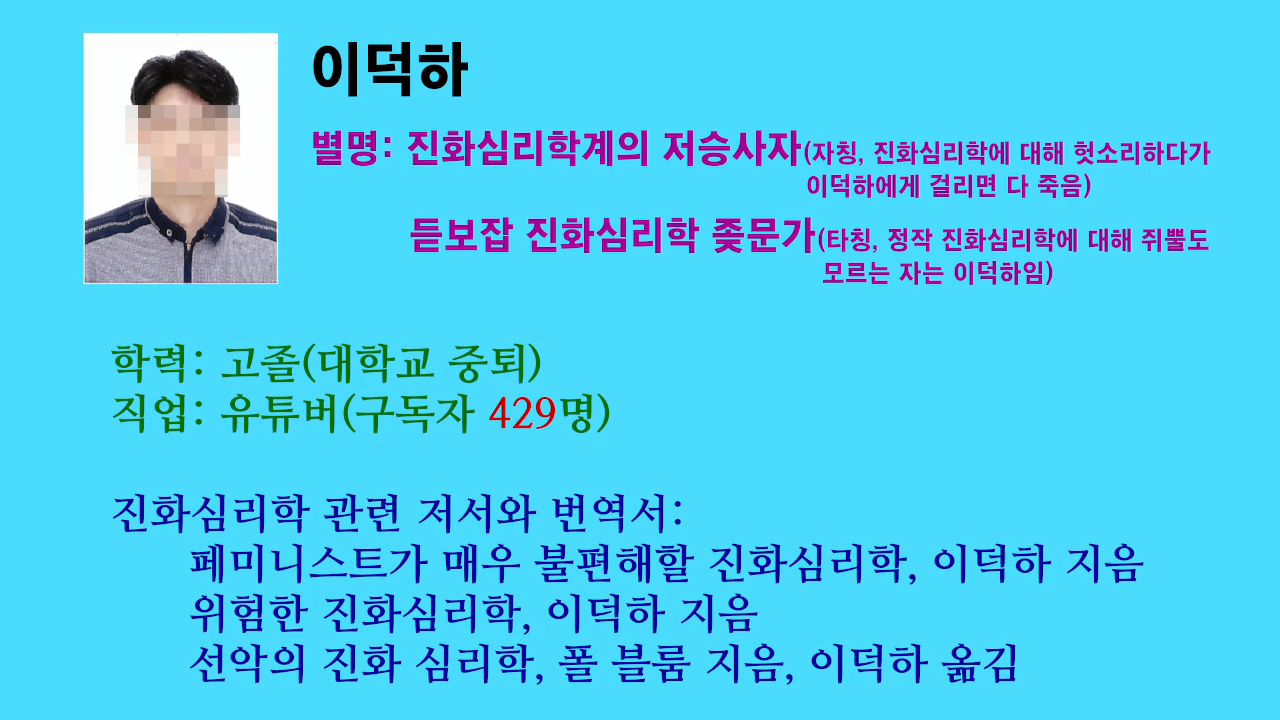 이덕하
별명: 진화심리학계의 저승사자(자칭, 진화심리학에 대해 헛소리하다가
이덕하에게 걸리면 다 죽음)
듣보잡 진화심리학 좆문가(타칭, 정작 진화심리학에 대해 쥐뿔도
모르는 자는 이덕하임)
학력: 고졸(대학교 중퇴)
직업: 유튜버(구독자 429명)
진화심리학 관련 저서와 번역서:
페미니스트가 매우 불편해할 진화심리학, 이덕하 지음
위험한 진화심리학, 이덕하 지음
선악의 진화 심리학, 폴 블룸 지음, 이덕하 옮김